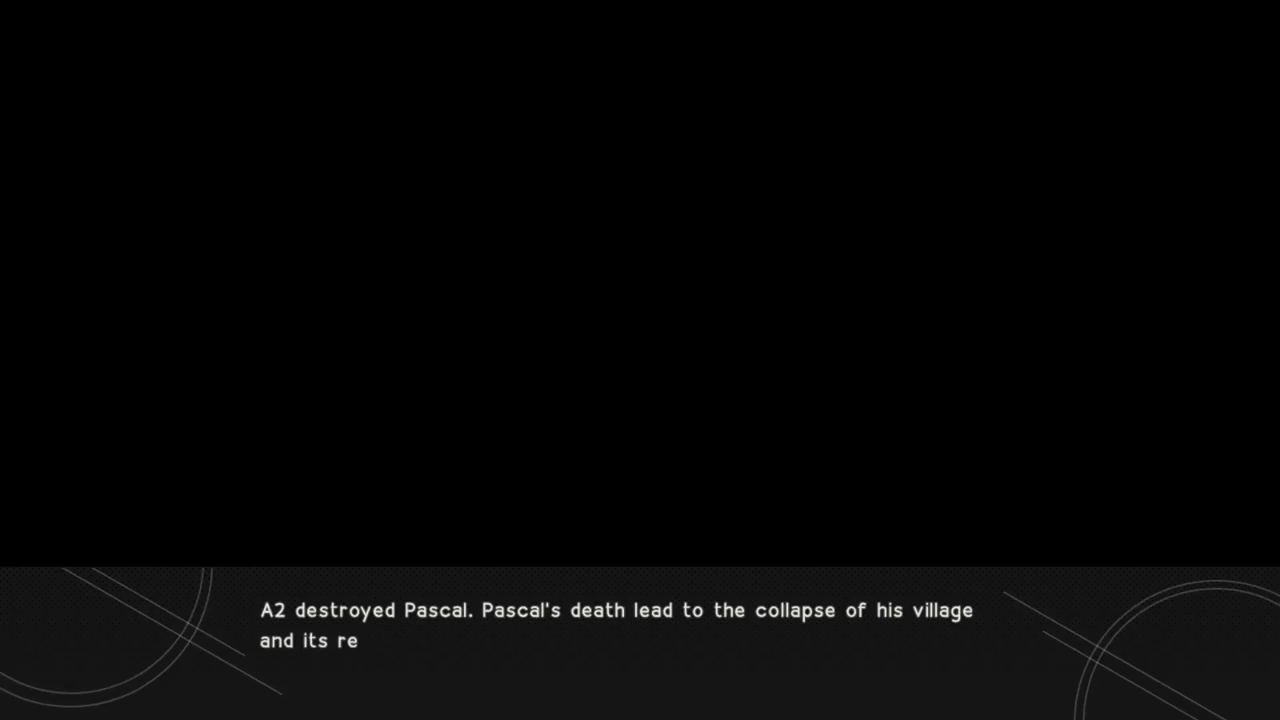 A2 destroyed Pascal. Pascal's death lead to the collapse of his village
and its re